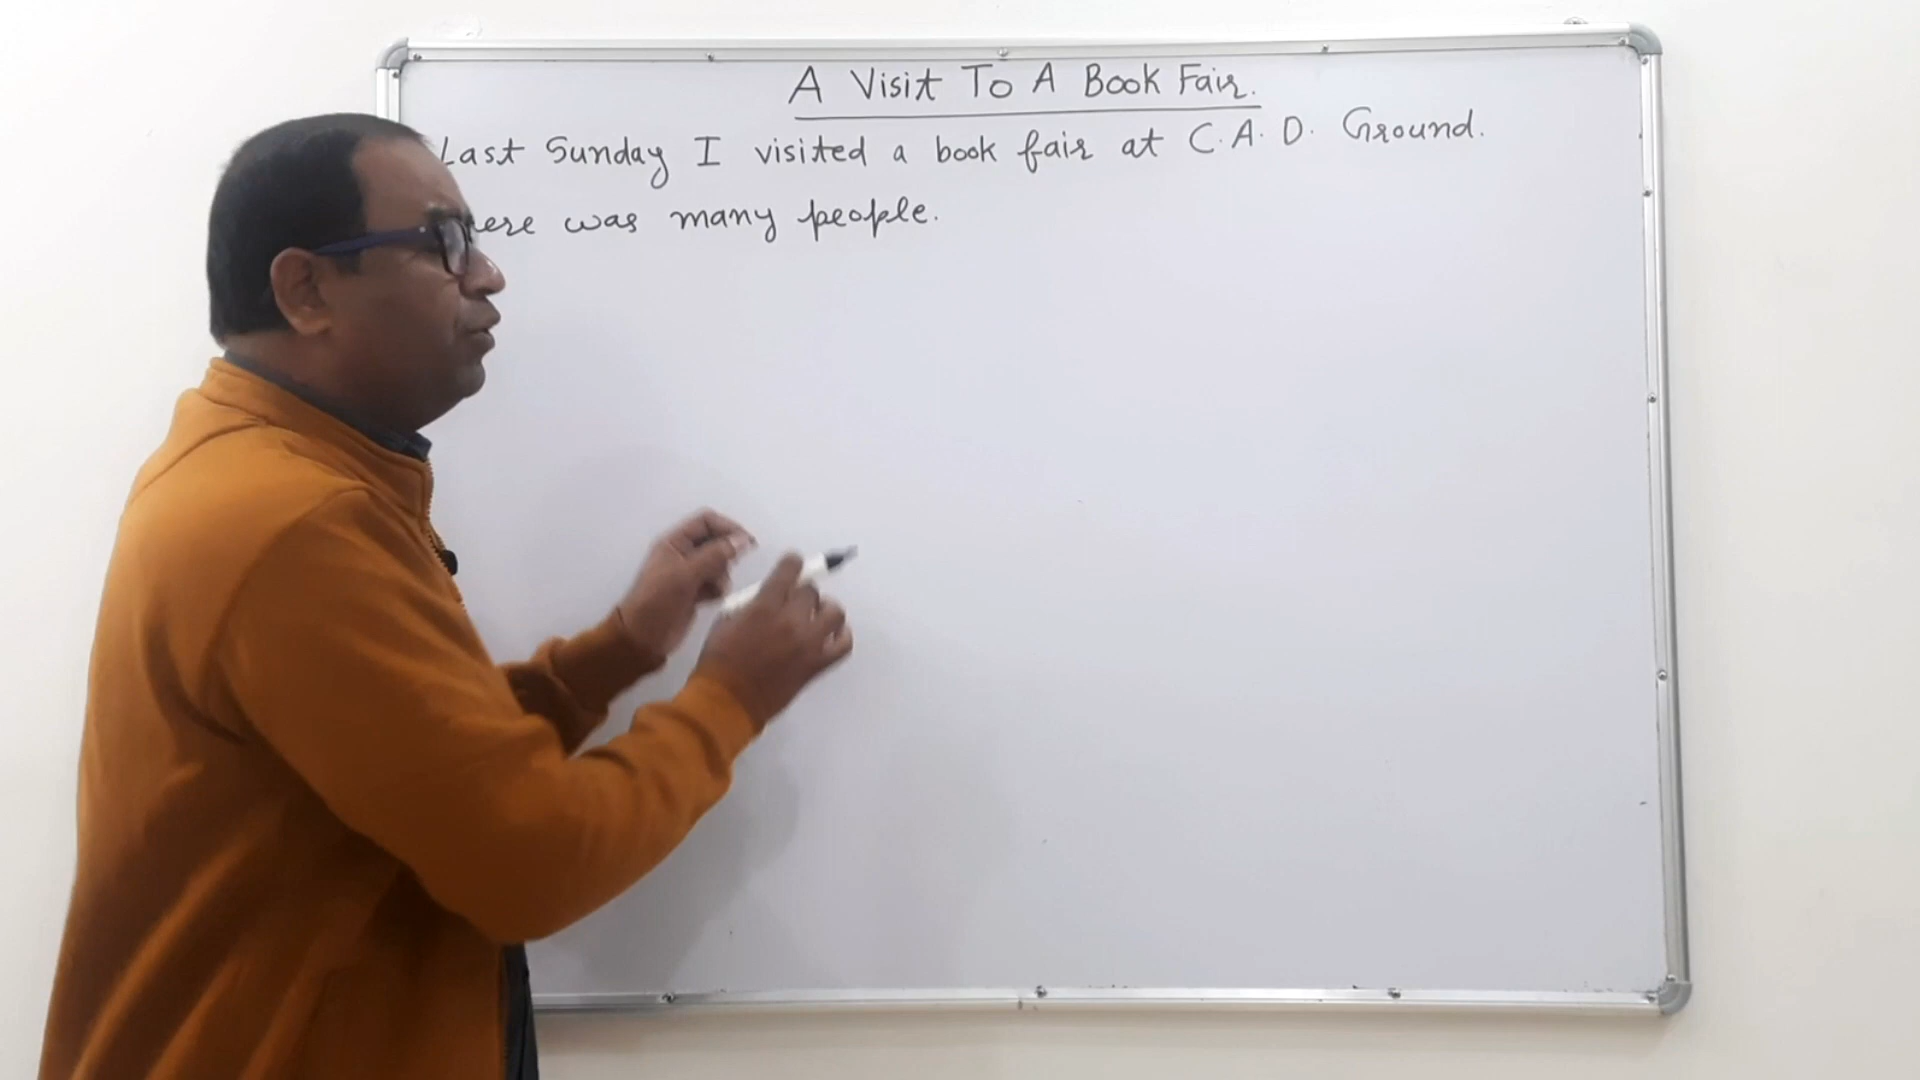 A Visit To A Book Fair.
Last Sunday I visited a book fair at C.A.D. Ground.
was many people.